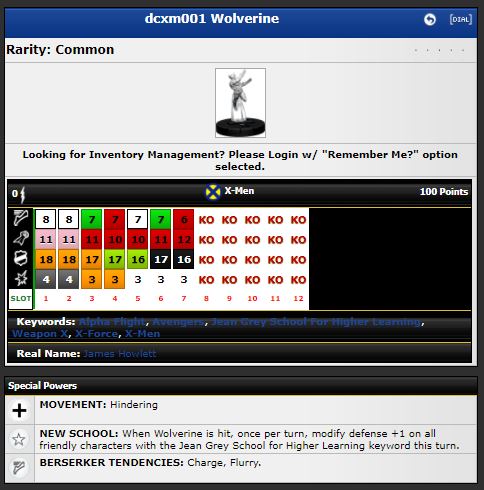 dcxm001 Wolverine
[DIAL]
Rarity: Common
Looking for Inventory Management? Please Login w/ "Remember Me?" option
selected.
0 X-Men 100 Points
8 8 7 7 7 7 6 KO KO KO KO KO
11 11 11 10 10 11 12 KO KO KO KO KO
18 18 17 17 16 17 16 KO KO KO KO KO
4 4 3 3 3 3 3 KO KO KO KO KO
SLOT 1 2 3 4 5 6 7 8 9 10 11 12
Keywords: Alpha Flight, Avengers, Jean Grey School For Higher Learning,
Weapon X, X-Force, X-Men
Real Name: James Howlett
Special Powers
MOVEMENT: Hindering
NEW SCHOOL: When Wolverine is hit, once per turn, modify defense +1 on all
friendly characters with the Jean Grey School for Higher Learning keyword this turn.
BERSERKER TENDENCIES: Charge, Flurry.